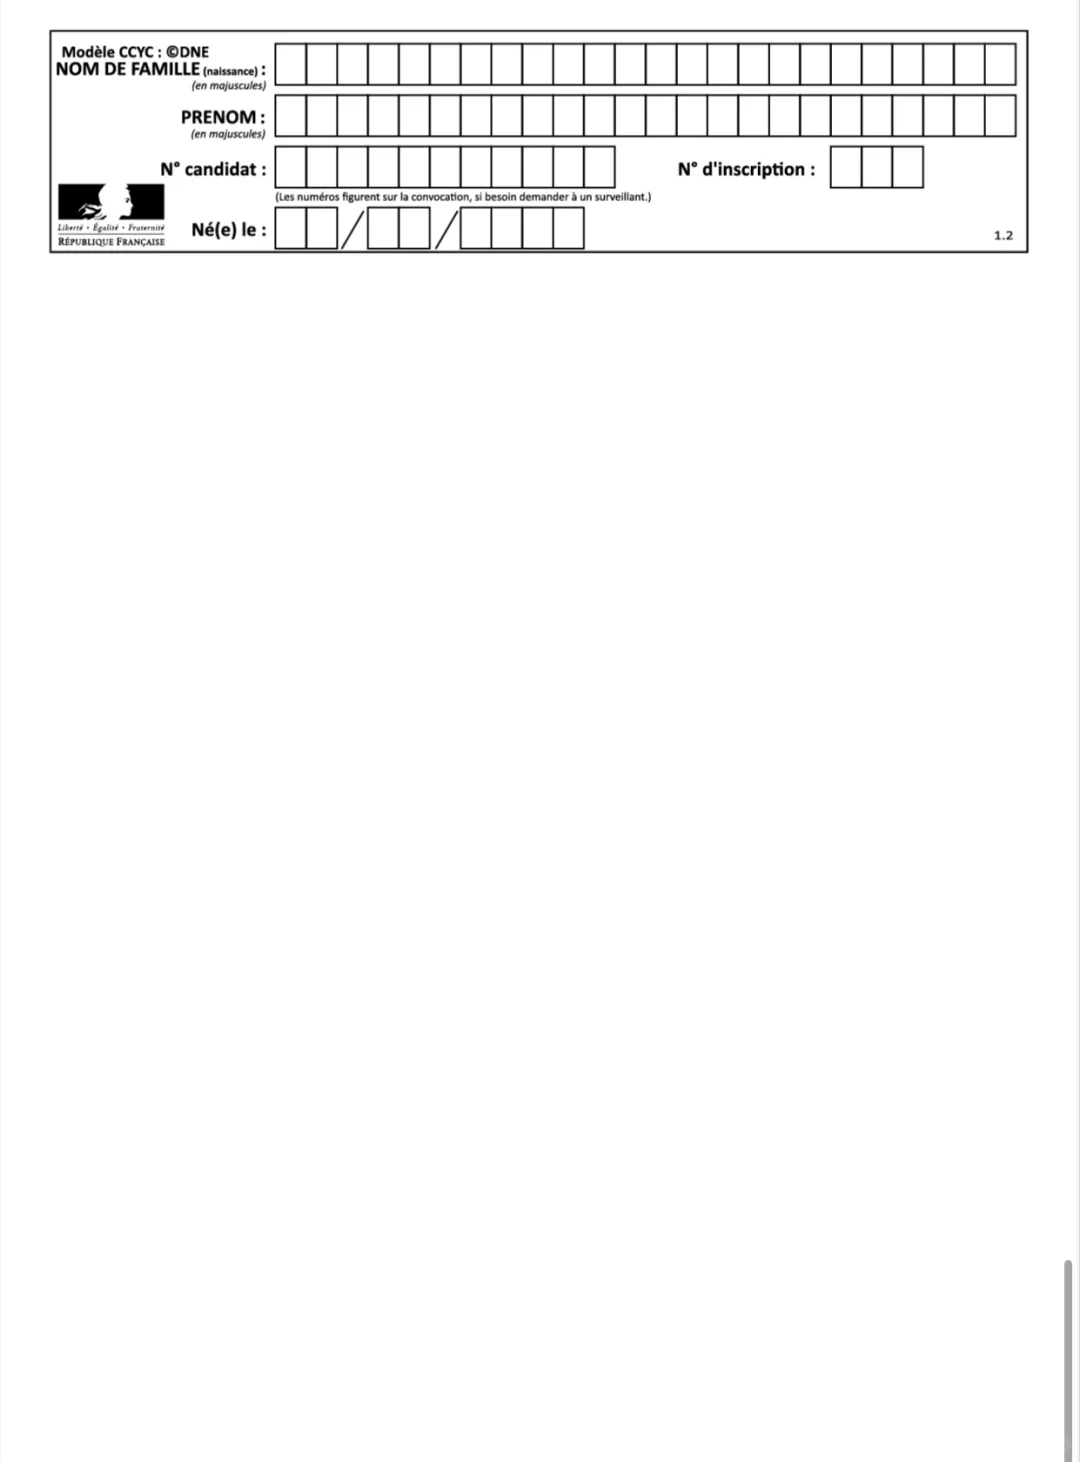 Modèle CCYC : ©DNE
NOM DE FAMILLE (naissance) :
(en majuscules)
PRENOM :
(en majuscules)
N° candidat :
N° d'inscription :
(Les numéros figurent sur la convocation, si besoin demander à un surveillant.)
Né(e) le :
/ /
Liberté • Égalité • Fraternité
RÉPUBLIQUE FRANÇAISE
1.2